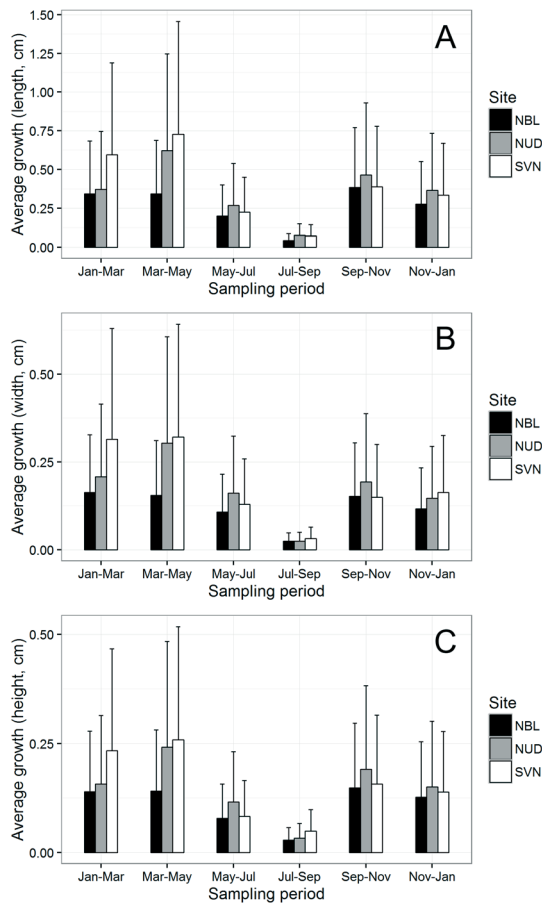 A
Average growth (length, cm)
1.50
1.25
1.00
0.75
0.50
0.25
0.00
Jan-Mar Mar-May May-Jul Jul-Sep Sep-Nov Nov-Jan
Sampling period
Site
NBL
NUD
SVN
B
Average growth (width, cm)
0.50
0.25
0.00
Jan-Mar Mar-May May-Jul Jul-Sep Sep-Nov Nov-Jan
Sampling period
Site
NBL
NUD
SVN
C
Average growth (height, cm)
0.50
0.25
0.00
Jan-Mar Mar-May May-Jul Jul-Sep Sep-Nov Nov-Jan
Sampling period
Site
NBL
NUD
SVN